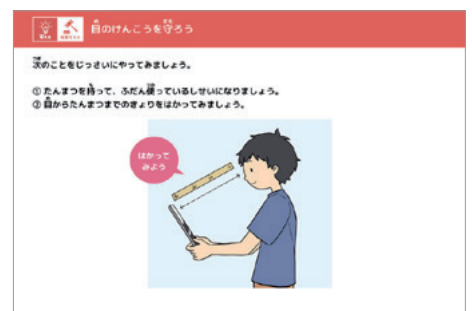 目のけんこうを守ろう
次のことをじっさいにやってみましょう。
① たんまつを持って、ふだん使っているしせいになりましょう。
② 目からたんまつまでのきょりをはかってみましょう。
はかって
みよう